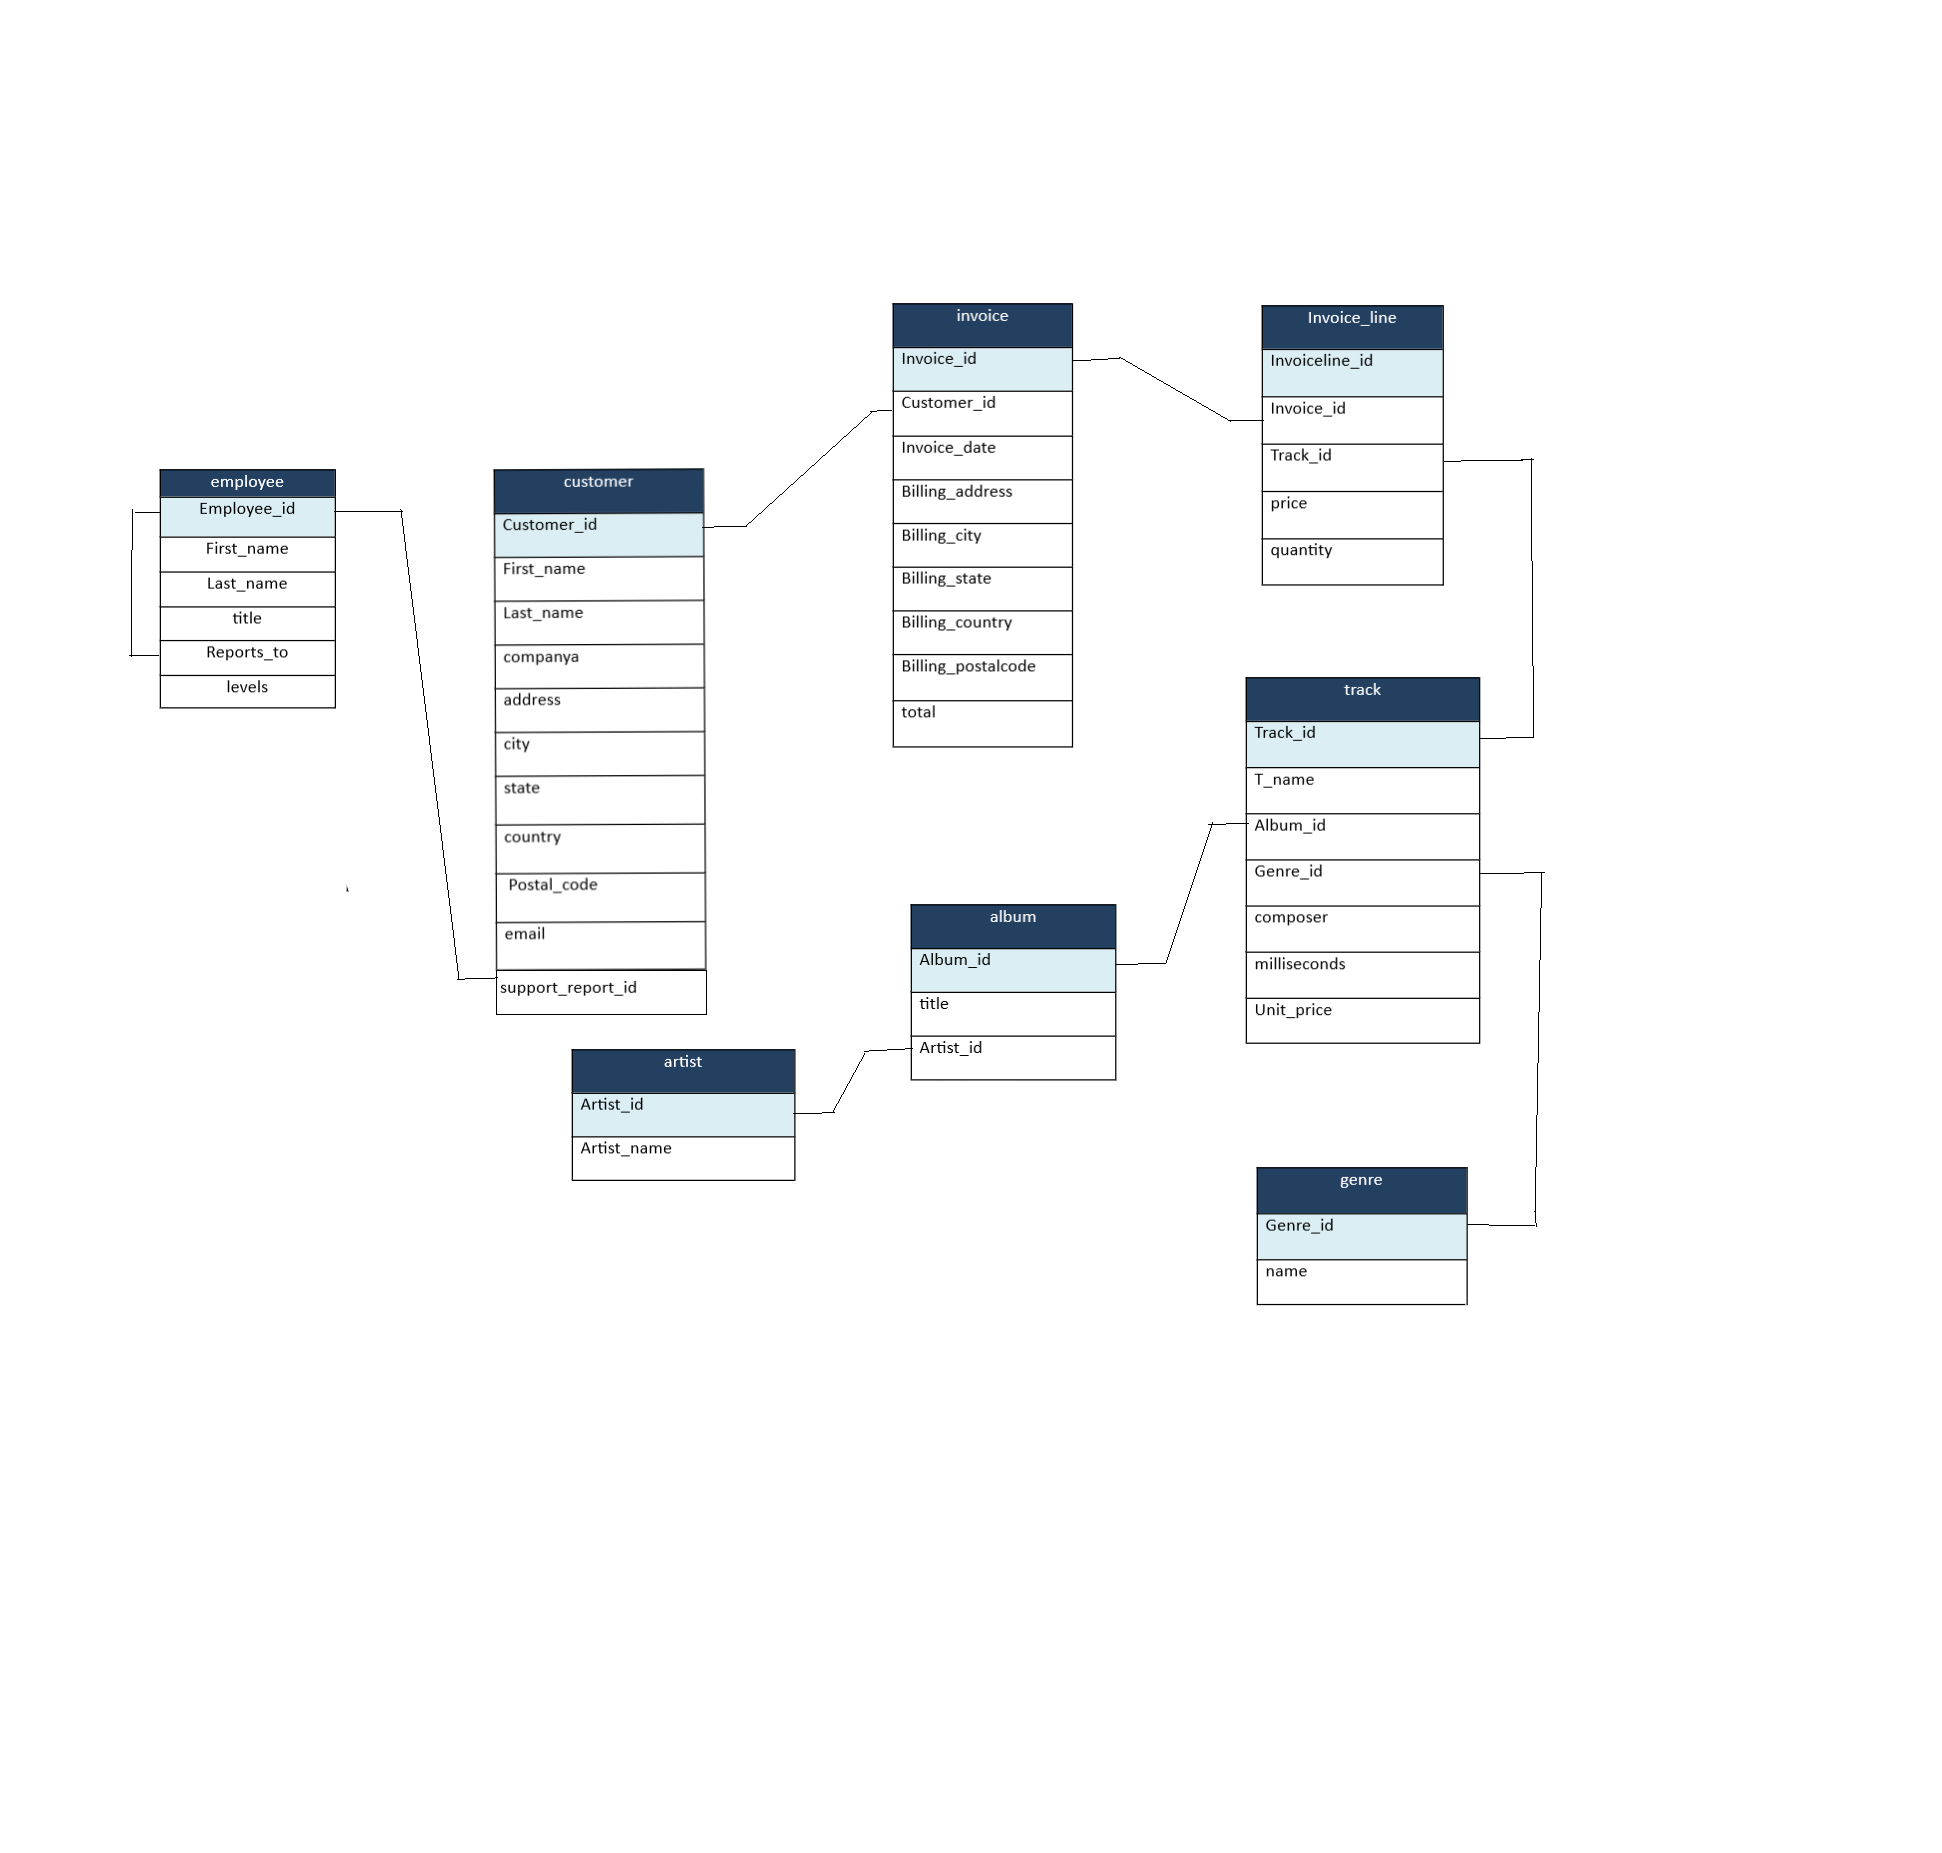 employee
Employee_id
First_name
Last_name
title
Reports_to
levels
customer
Customer_id
First_name
Last_name
companya
address
city
state
country
Postal_code
email
support_report_id
invoice
Invoice_id
Customer_id
Invoice_date
Billing_address
Billing_city
Billing_state
Billing_country
Billing_postalcode
total
Invoice_line
Invoiceline_id
Invoice_id
Track_id
price
quantity
track
Track_id
T_name
Album_id
Genre_id
composer
milliseconds
Unit_price
album
Album_id
title
Artist_id
artist
Artist_id
Artist_name
genre
Genre_id
name